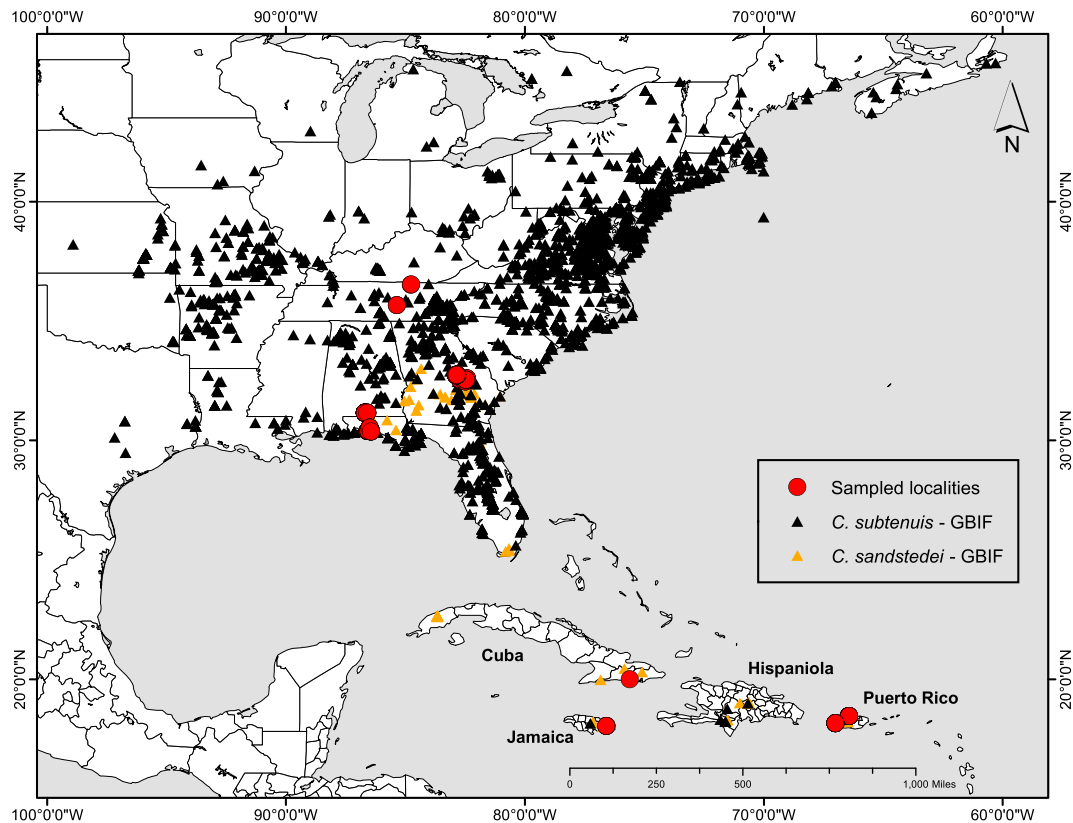 100°0'0"W 90°0'0"W 80°0'0"W 70°0'0"W 60°0'0"W
N
40°0'0"N 40°0'0"N
30°0'0"N 30°0'0"N
Sampled localities
C. subtenuis - GBIF
C. sandstedei - GBIF
Cuba
Hispaniola
20°0'0"N 20°0'0"N
Puerto Rico
Jamaica
0 250 500 1,000 Miles
100°0'0"W 90°0'0"W 80°0'0"W 70°0'0"W 60°0'0"W